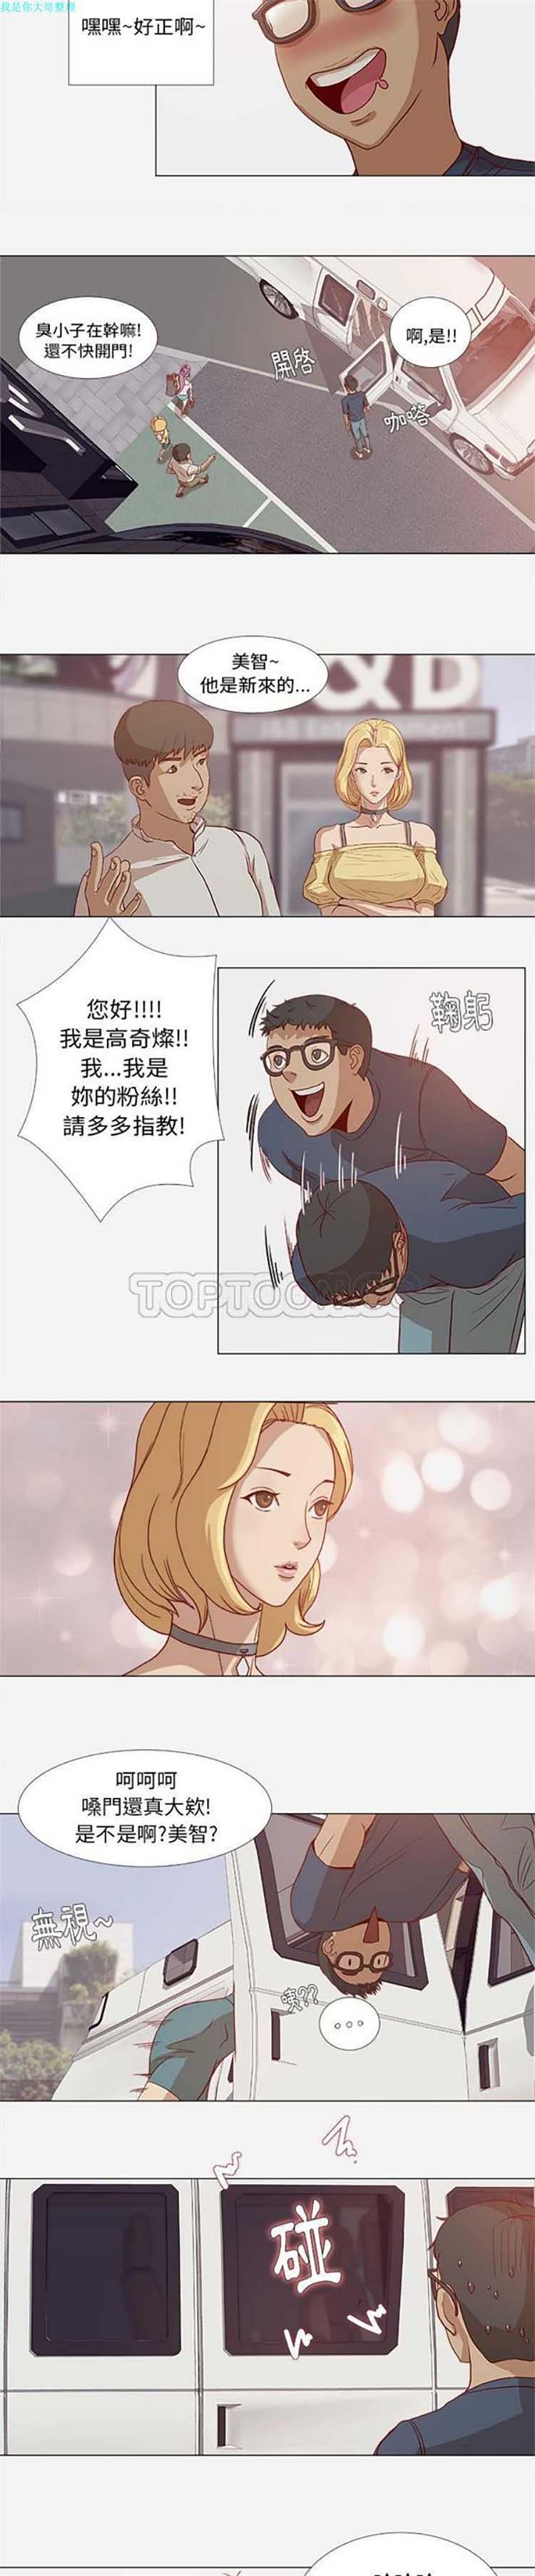 我是你大哥整理
嘿嘿~好正啊~
臭小子在幹嘛!
還不快開門!
啊,是!!
開啓
咖嗒
美智~
他是新來的...
&D
您好!!!!
我是高奇燦!!
我...我是
妳的粉絲!!
請多多指教!
鞠躬
TOPTOON.CC
呵呵呵
嗓門還真大欸!
是不是啊?美智?
無視~
咦??
...
碰